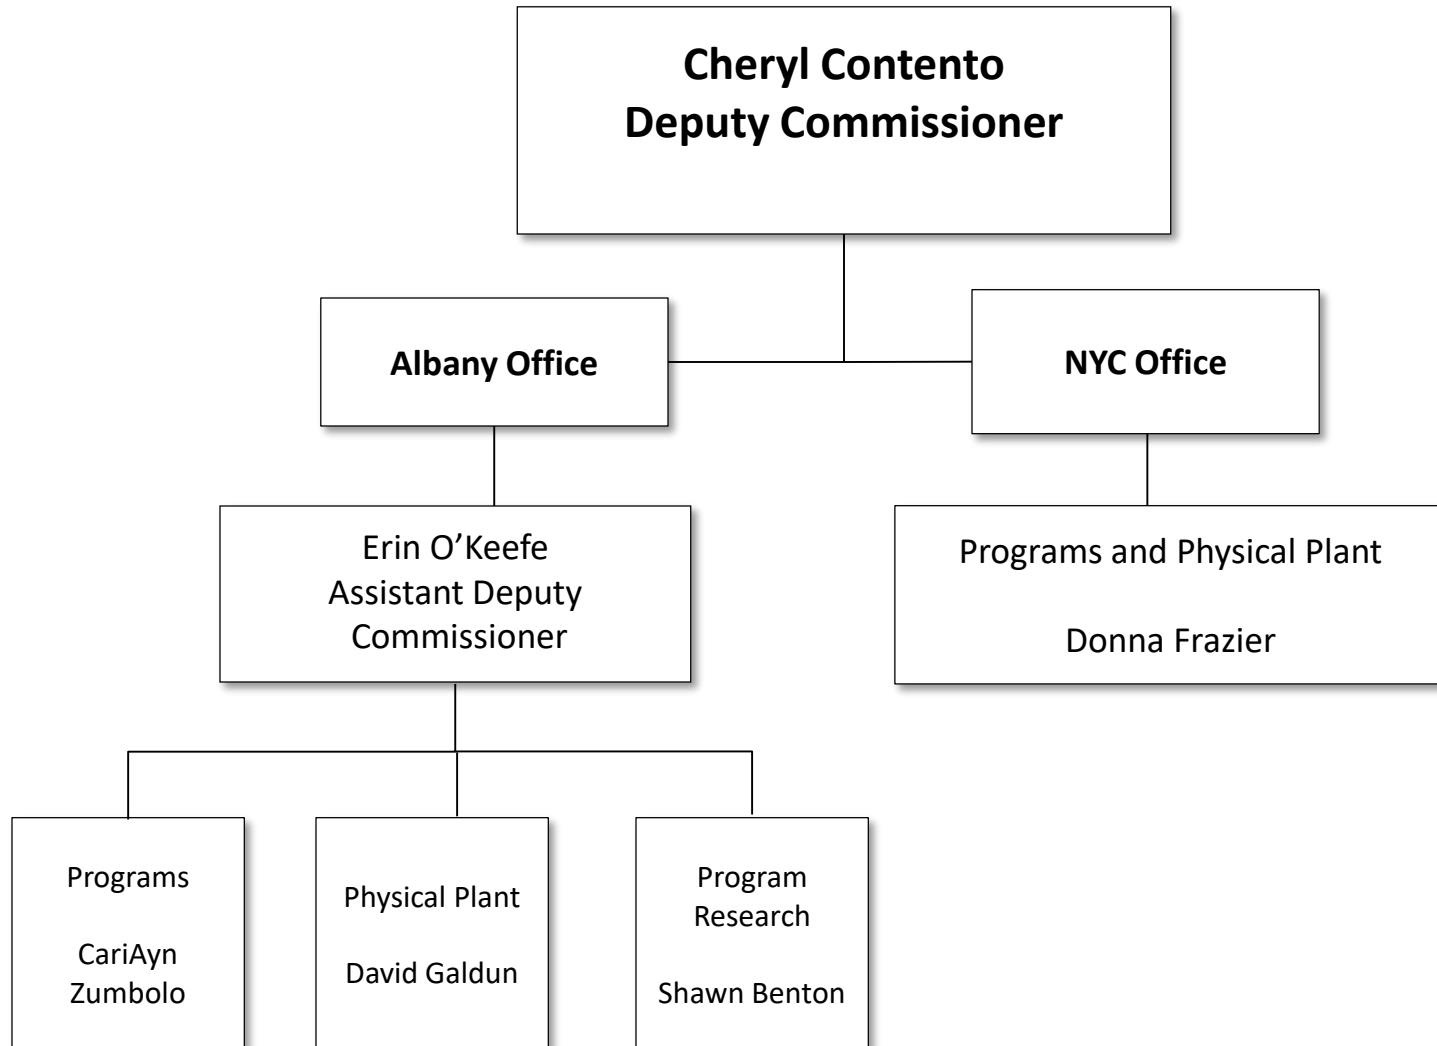 Cheryl Contento
Deputy Commissioner
Albany Office
NYC Office
Erin O’Keefe
Assistant Deputy
Commissioner
Programs and Physical Plant
Donna Frazier
Programs
CariAyn
Zumbolo
Physical Plant
David Galdun
Program
Research
Shawn Benton